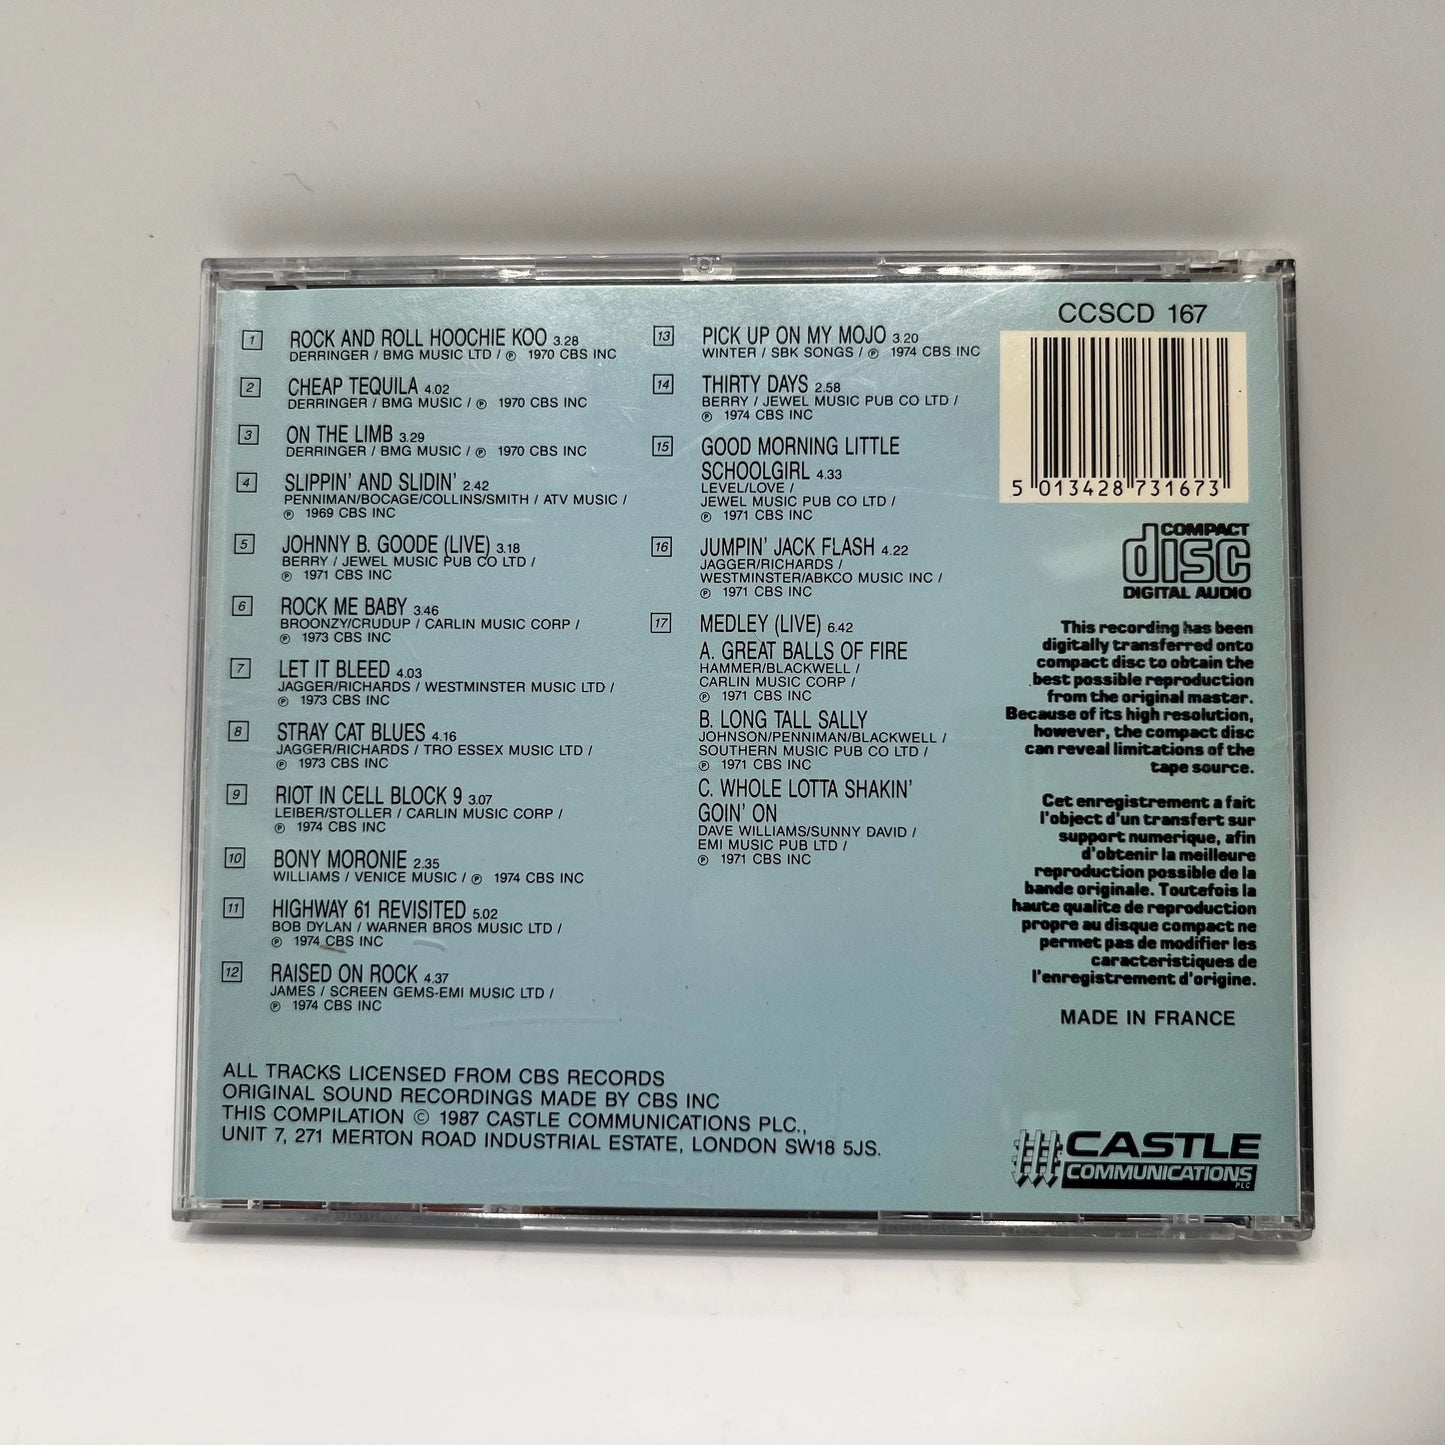 1 ROCK AND ROLL HOOCHIE KOO 3.28
DERRINGER / BMG MUSIC LTD / ℗ 1970 CBS INC
2 CHEAP TEQUILA 4.02
DERRINGER / BMG MUSIC / ℗ 1970 CBS INC
3 ON THE LIMB 3.29
DERRINGER / BMG MUSIC / ℗ 1970 CBS INC
4 SLIPPIN' AND SLIDIN' 2.42
PENNIMAN/BOCAGE/COLLINS/SMITH / ATV MUSIC /
℗ 1969 CBS INC
5 JOHNNY B. GOODE (LIVE) 3.18
BERRY / JEWEL MUSIC PUB CO LTD /
℗ 1971 CBS INC
6 ROCK ME BABY 3.46
BROONZY/CRUDUP / CARLIN MUSIC CORP /
℗ 1973 CBS INC
7 LET IT BLEED 4.03
JAGGER/RICHARDS / WESTMINSTER MUSIC LTD /
℗ 1973 CBS INC
8 STRAY CAT BLUES 4.16
JAGGER/RICHARDS / TRO ESSEX MUSIC LTD /
℗ 1973 CBS INC
9 RIOT IN CELL BLOCK 9 3.07
LEIBER/STOLLER / CARLIN MUSIC CORP /
℗ 1974 CBS INC
10 BONY MORONIE 2.35
WILLIAMS / VENICE MUSIC / ℗ 1974 CBS INC
11 HIGHWAY 61 REVISITED 5.02
BOB DYLAN / WARNER BROS MUSIC LTD /
℗ 1974 CBS INC
12 RAISED ON ROCK 4.37
JAMES / SCREEN GEMS-EMI MUSIC LTD /
℗ 1974 CBS INC
13 PICK UP ON MY MOJO 3.20
WINTER / SBK SONGS / ℗ 1974 CBS INC
14 THIRTY DAYS 2.58
BERRY / JEWEL MUSIC PUB CO LTD /
℗ 1974 CBS INC
15 GOOD MORNING LITTLE
SCHOOLGIRL 4.33
LEVEL/LOVE /
JEWEL MUSIC PUB CO LTD /
℗ 1971 CBS INC
16 JUMPIN' JACK FLASH 4.22
JAGGER/RICHARDS /
WESTMINSTER/ABKCO MUSIC INC /
℗ 1971 CBS INC
17 MEDLEY (LIVE) 6.42
A. GREAT BALLS OF FIRE
HAMMER/BLACKWELL /
CARLIN MUSIC CORP /
℗ 1971 CBS INC
B. LONG TALL SALLY
JOHNSON/PENNIMAN/BLACKWELL /
SOUTHERN MUSIC PUB CO LTD /
℗ 1971 CBS INC
C. WHOLE LOTTA SHAKIN'
GOIN' ON
DAVE WILLIAMS/SUNNY DAVID /
EMI MUSIC PUB LTD /
℗ 1971 CBS INC
CCSCD 167
5 013428 731673
COMPACT
disc
DIGITAL AUDIO
This recording has been
digitally transferred onto
compact disc to obtain the
best possible reproduction
from the original master.
Because of its high resolution,
however, the compact disc
can reveal limitations of the
tape source.
Cet enregistrement a fait
l'object d'un transfert sur
support numerique, afin
d'obtenir la meilleure
reproduction possible de la
bande originale. Toutefois la
haute qualite de reproduction
propre au disque compact ne
permet pas de modifier les
caracteristiques de
l'enregistrement d'origine.
MADE IN FRANCE
ALL TRACKS LICENSED FROM CBS RECORDS
ORIGINAL SOUND RECORDINGS MADE BY CBS INC
THIS COMPILATION © 1987 CASTLE COMMUNICATIONS PLC.,
UNIT 7, 271 MERTON ROAD INDUSTRIAL ESTATE, LONDON SW18 5JS.
CASTLE
COMMUNICATIONS
PLC